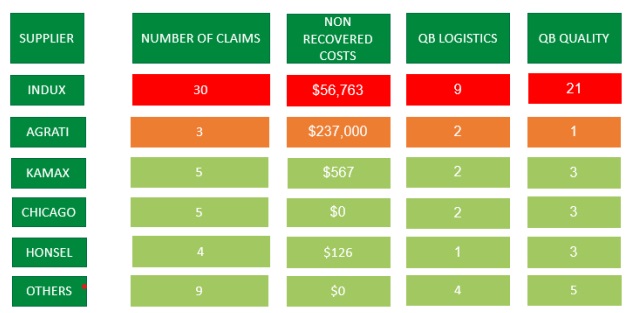 SUPPLIER NUMBER OF CLAIMS NON RECOVERED COSTS QB LOGISTICS QB QUALITY
INDUX 30 $56,763 9 21
AGRATI 3 $237,000 2 1
KAMAX 5 $567 2 3
CHICAGO 5 $0 2 3
HONSEL 4 $126 1 3
OTHERS 9 $0 4 5